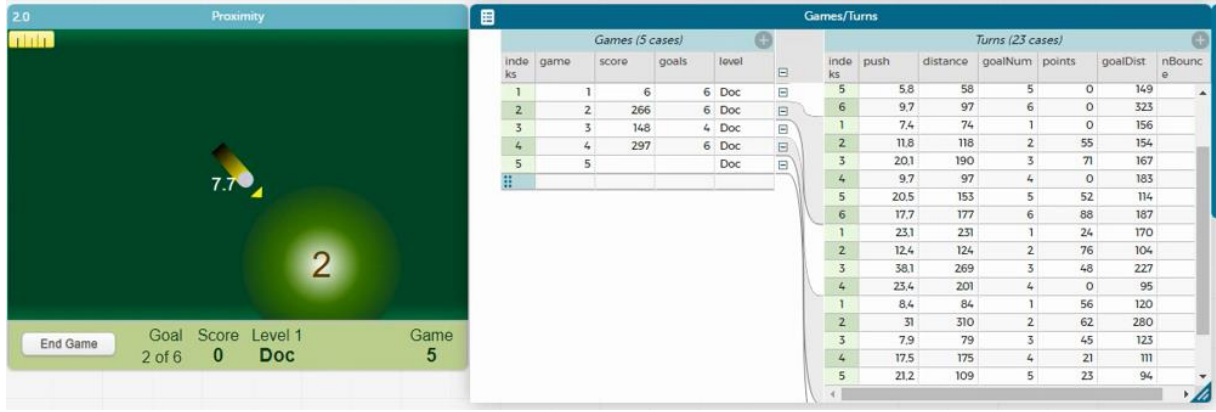 2.0 Proximity
7.7
2
End Game
Goal Score Level 1 Game
2 of 6 0 Doc 5
Games/Turns
Games (5 cases)
inde
ks game score goals level
1 1 6 6 Doc
2 2 266 6 Doc
3 3 148 4 Doc
4 4 297 6 Doc
5 5 Doc
Turns (23 cases)
inde
ks push distance goalNum points goalDist nBounc
e
5 5,8 58 5 0 149
6 9,7 97 6 0 323
1 7,4 74 1 0 156
2 11,8 118 2 55 154
3 20,1 190 3 71 167
4 9,7 97 4 0 183
5 20,5 153 5 52 114
6 17,7 177 6 88 187
1 23,1 231 1 24 170
2 12,4 124 2 76 104
3 38,1 269 3 48 227
4 23,4 201 4 0 95
1 8,4 84 1 56 120
2 31 310 2 62 280
3 7,9 79 3 45 123
4 17,5 175 4 21 111
5 21,2 109 5 23 94